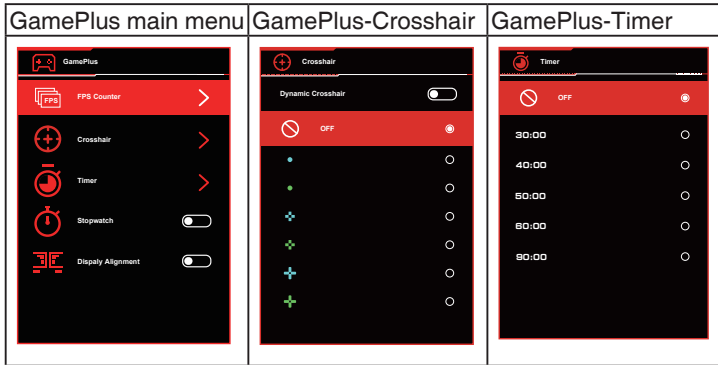 GamePlus main menu
GamePlus-Crosshair
GamePlus-Timer
GamePlus
FPS
FPS Counter
Crosshair
Timer
Stopwatch
Dispaly Alignment
Crosshair
Dynamic Crosshair
OFF
Timer
OFF
30:00
40:00
50:00
60:00
90:00